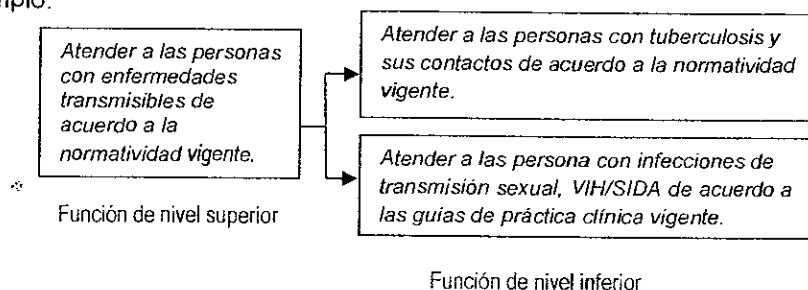 Atender a las personas
con enfermedades
transmisibles de
acuerdo a la
normatividad vigente.
Función de nivel superior
Atender a las personas con tuberculosis y
sus contactos de acuerdo a la normatividad
vigente.
Atender a las persona con infecciones de
transmisión sexual, VIH/SIDA de acuerdo a
las guías de práctica clínica vigente.
Función de nivel inferior